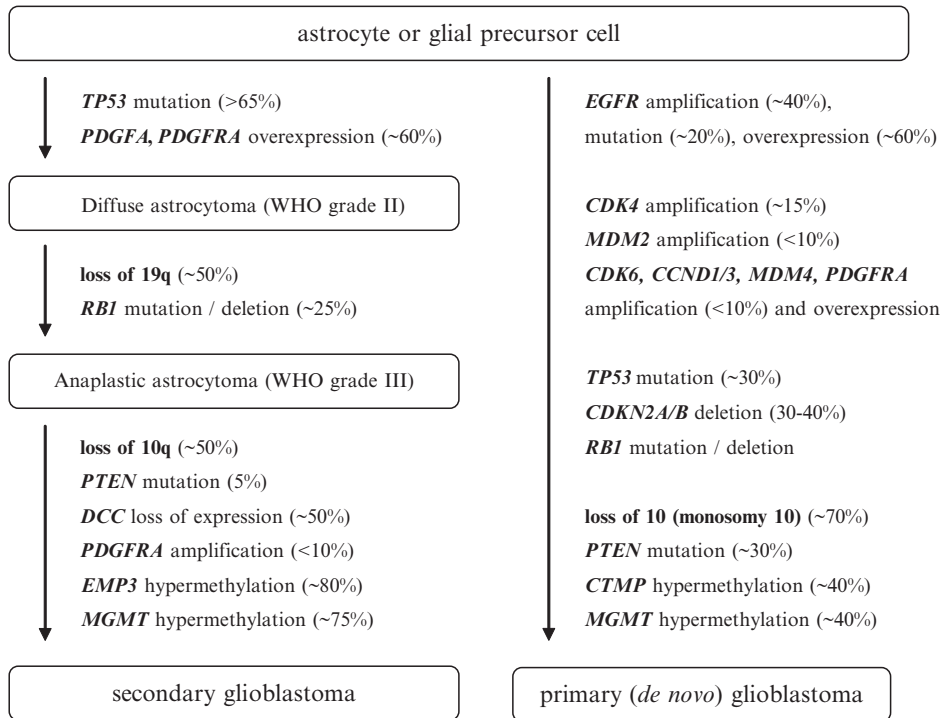 astrocyte or glial precursor cell
TP53 mutation (>65%)
PDGFA, PDGFRA overexpression (~60%)
Diffuse astrocytoma (WHO grade II)
loss of 19q (~50%)
RB1 mutation / deletion (~25%)
Anaplastic astrocytoma (WHO grade III)
loss of 10q (~50%)
PTEN mutation (5%)
DCC loss of expression (~50%)
PDGFRA amplification (<10%)
EMP3 hypermethylation (~80%)
MGMT hypermethylation (~75%)
secondary glioblastoma
EGFR amplification (~40%),
mutation (~20%), overexpression (~60%)
CDK4 amplification (~15%)
MDM2 amplification (<10%)
CDK6, CCND1/3, MDM4, PDGFRA
amplification (<10%) and overexpression
TP53 mutation (~30%)
CDKN2A/B deletion (30-40%)
RB1 mutation / deletion
loss of 10 (monosomy 10) (~70%)
PTEN mutation (~30%)
CTMP hypermethylation (~40%)
MGMT hypermethylation (~40%)
primary (de novo) glioblastoma